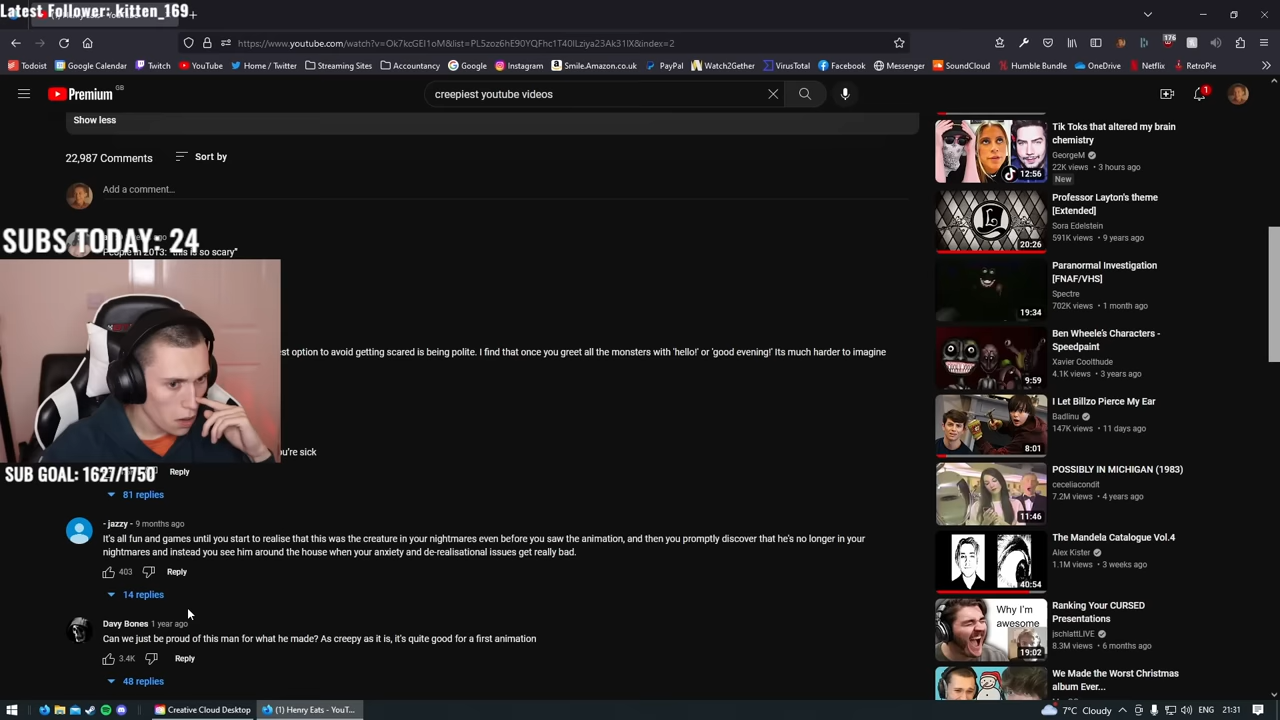 Latest Follower: kitten_169
https://www.youtube.com/watch?v=Ok7kcGEI1oM&list=PL5zoz6hE90YQFhc1T40ILziya23Ak31IX&index=2
176
Todoist
Google Calendar
Twitch
YouTube
Home / Twitter
Streaming Sites
Accountancy
Google
Instagram
Smile.Amazon.co.uk
PayPal
Watch2Gether
VirusTotal
Facebook
Messenger
SoundCloud
Humble Bundle
OneDrive
Netflix
RetroPie
Premium
GB
creepiest youtube videos
1
Show less
22,987 Comments
Sort by
Add a comment...
SUBS TODAY: 24
People in 2013: "this is so scary"
est option to avoid getting scared is being polite. I find that once you greet all the monsters with 'hello!' or 'good evening!' Its much harder to imagine
u're sick
SUB GOAL: 1627/1750
Reply
81 replies
- jazzy - 9 months ago
It's all fun and games until you start to realise that this was the creature in your nightmares even before you saw the animation, and then you promptly discover that he's no longer in your
nightmares and instead you see him around the house when your anxiety and de-realisational issues get really bad.
403
Reply
14 replies
Davy Bones 1 year ago
Can we just be proud of this man for what he made? As creepy as it is, it's quite good for a first animation
3.4K
Reply
48 replies
12:56
Tik Toks that altered my brain
chemistry
GeorgeM
22K views • 3 hours ago
New
20:26
Professor Layton's theme
[Extended]
Sora Edelstein
591K views • 9 years ago
19:34
Paranormal Investigation
[FNAF/VHS]
Spectre
702K views • 1 month ago
9:59
Ben Wheele's Characters -
Speedpaint
Xavier Coolthude
4.1K views • 3 years ago
8:01
I Let Billzo Pierce My Ear
Badlinu
147K views • 11 days ago
11:46
POSSIBLY IN MICHIGAN (1983)
ceceliacondit
7.2M views • 4 years ago
40:54
The Mandela Catalogue Vol.4
Alex Kister
1.1M views • 3 weeks ago
Why I'm
awesome
19:02
Ranking Your CURSED
Presentations
jschlattLIVE
8.3M views • 6 months ago
We Made the Worst Christmas
album Ever...
Creative Cloud Desktop
(1) Henry Eats - YouT...
7°C Cloudy
ENG
21:31